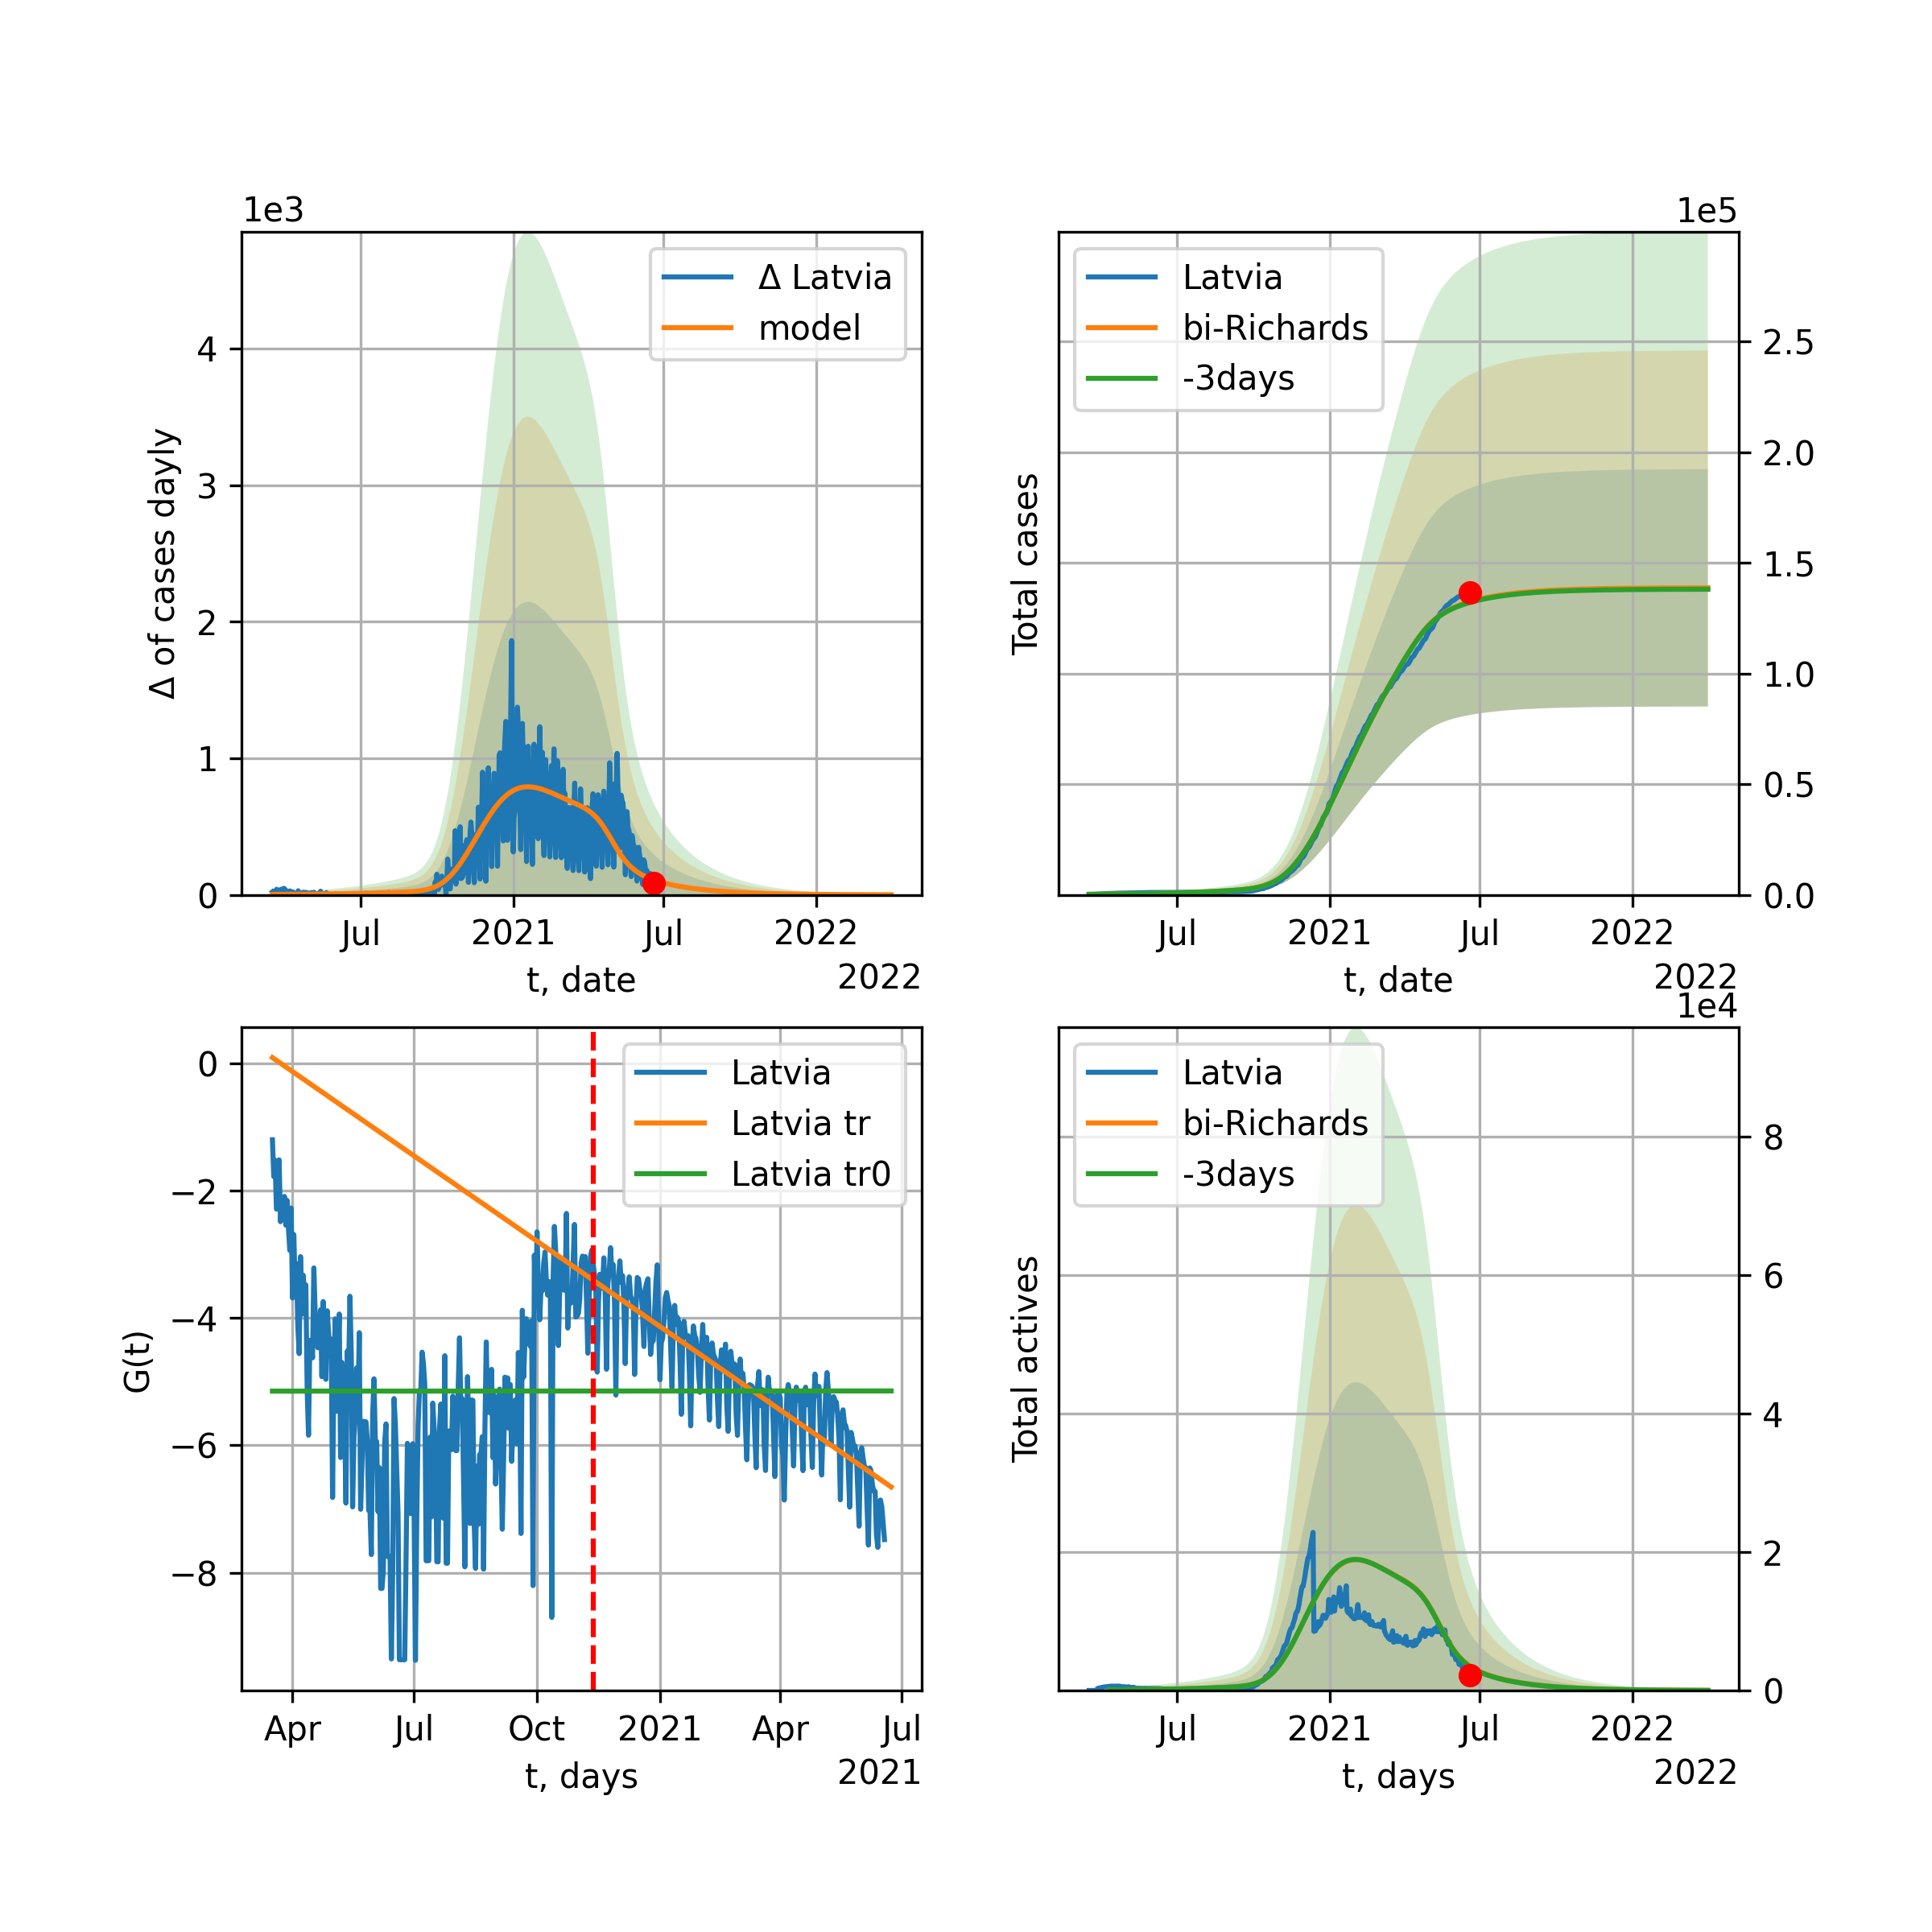 1e3
Δ of cases dayly
4
3
2
1
0
Δ Latvia
model
Jul
2021
Jul
2022
t, date
2022
1e5
Total cases
Latvia
bi-Richards
-3days
2.5
2.0
1.5
1.0
0.5
0.0
Jul
2021
Jul
2022
t, date
2022
G(t)
0
−2
−4
−6
−8
Latvia
Latvia tr
Latvia tr0
Apr
Jul
Oct
2021
Apr
Jul
t, days
2021
1e4
Total actives
Latvia
bi-Richards
-3days
8
6
4
2
0
Jul
2021
Jul
2022
t, days
2022